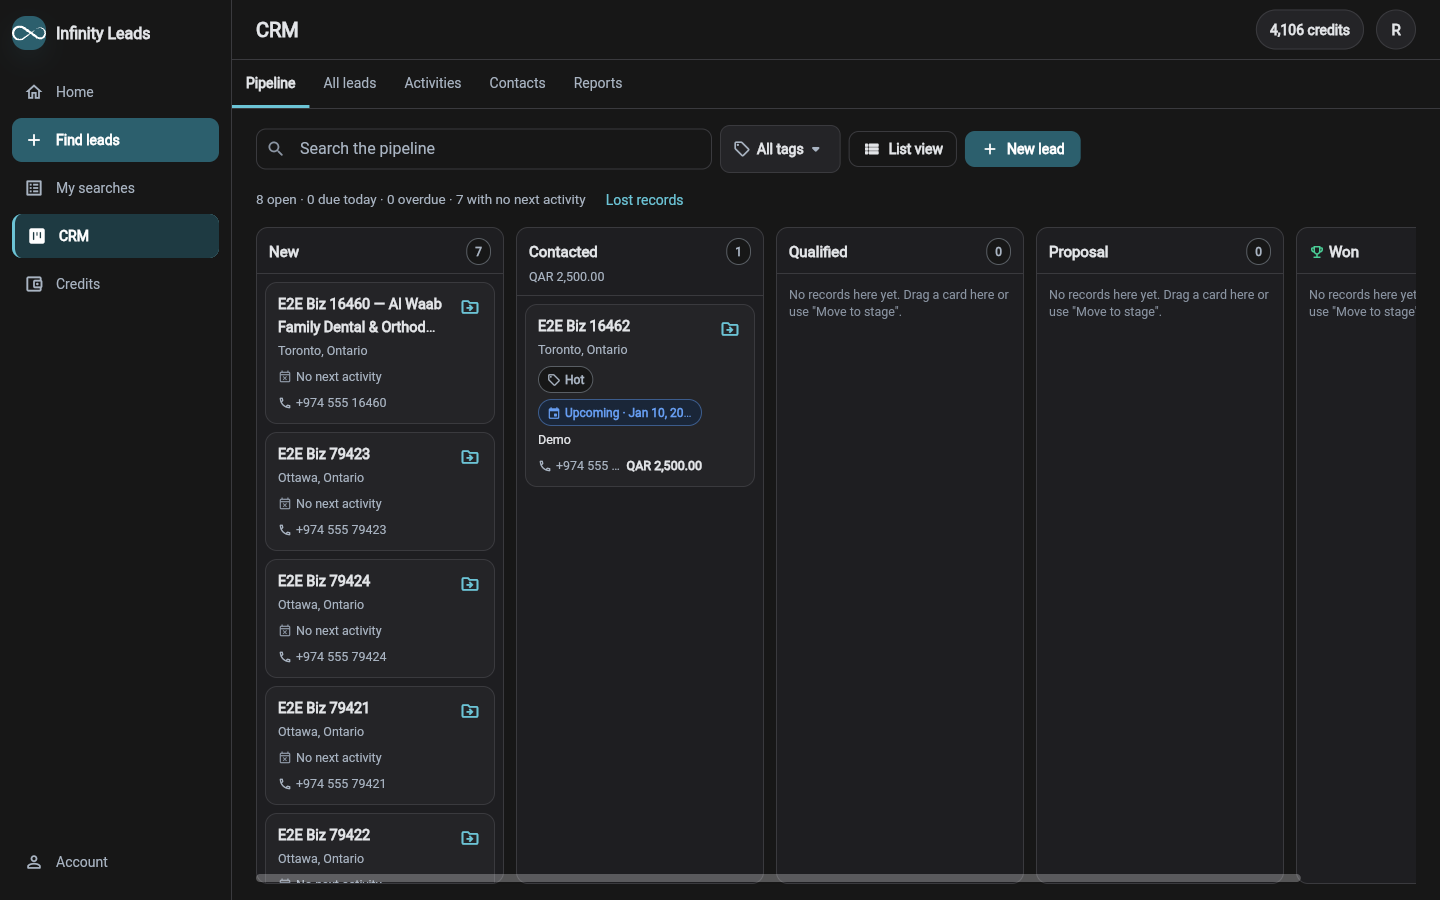 Infinity Leads
Home
Find leads
My searches
CRM
Credits
Account
CRM
4,106 credits
R
Pipeline
All leads
Activities
Contacts
Reports
Search the pipeline
All tags
List view
New lead
8 open · 0 due today · 0 overdue · 7 with no next activity
Lost records
New
7
E2E Biz 16460 — Al Waab
Family Dental & Orthod...
Toronto, Ontario
No next activity
+974 555 16460
E2E Biz 79423
Ottawa, Ontario
No next activity
+974 555 79423
E2E Biz 79424
Ottawa, Ontario
No next activity
+974 555 79424
E2E Biz 79421
Ottawa, Ontario
No next activity
+974 555 79421
E2E Biz 79422
Ottawa, Ontario
No next activity
Contacted
1
QAR 2,500.00
E2E Biz 16462
Toronto, Ontario
Hot
Upcoming · Jan 10, 20...
Demo
+974 555 ... QAR 2,500.00
Qualified
0
No records here yet. Drag a card here or
use "Move to stage".
Proposal
0
No records here yet. Drag a card here or
use "Move to stage".
Won
No records here yet
use "Move to stage"